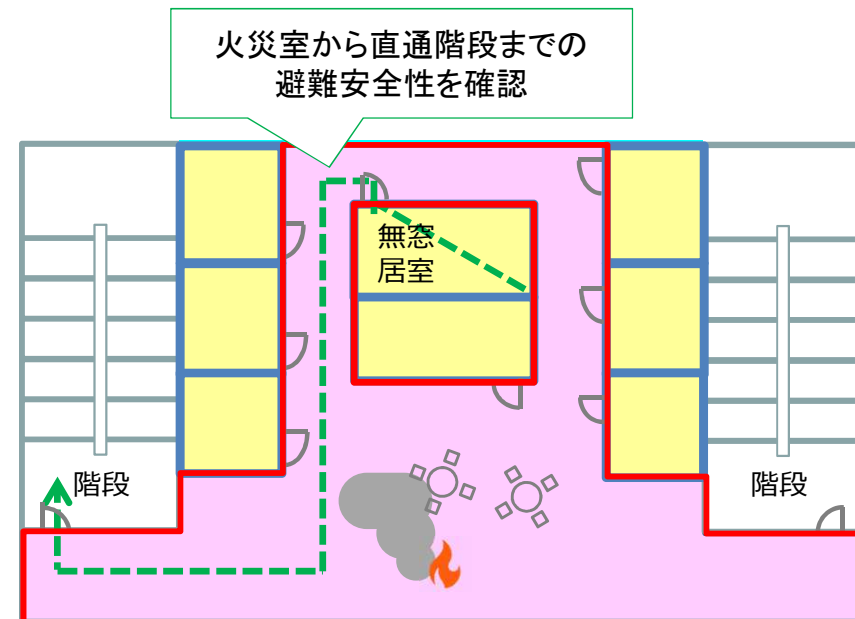 火災室から直通階段までの
避難安全性を確認
無窓
居室
階段
階段